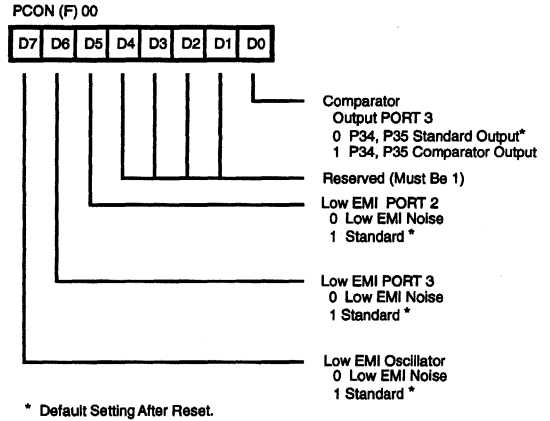 PCON (F) 00
D7 D6 D5 D4 D3 D2 D1 D0
Comparator
Output PORT 3
0 P34, P35 Standard Output*
1 P34, P35 Comparator Output
Reserved (Must Be 1)
Low EMI PORT 2
0 Low EMI Noise
1 Standard *
Low EMI PORT 3
0 Low EMI Noise
1 Standard *
Low EMI Oscillator
0 Low EMI Noise
1 Standard *
* Default Setting After Reset.